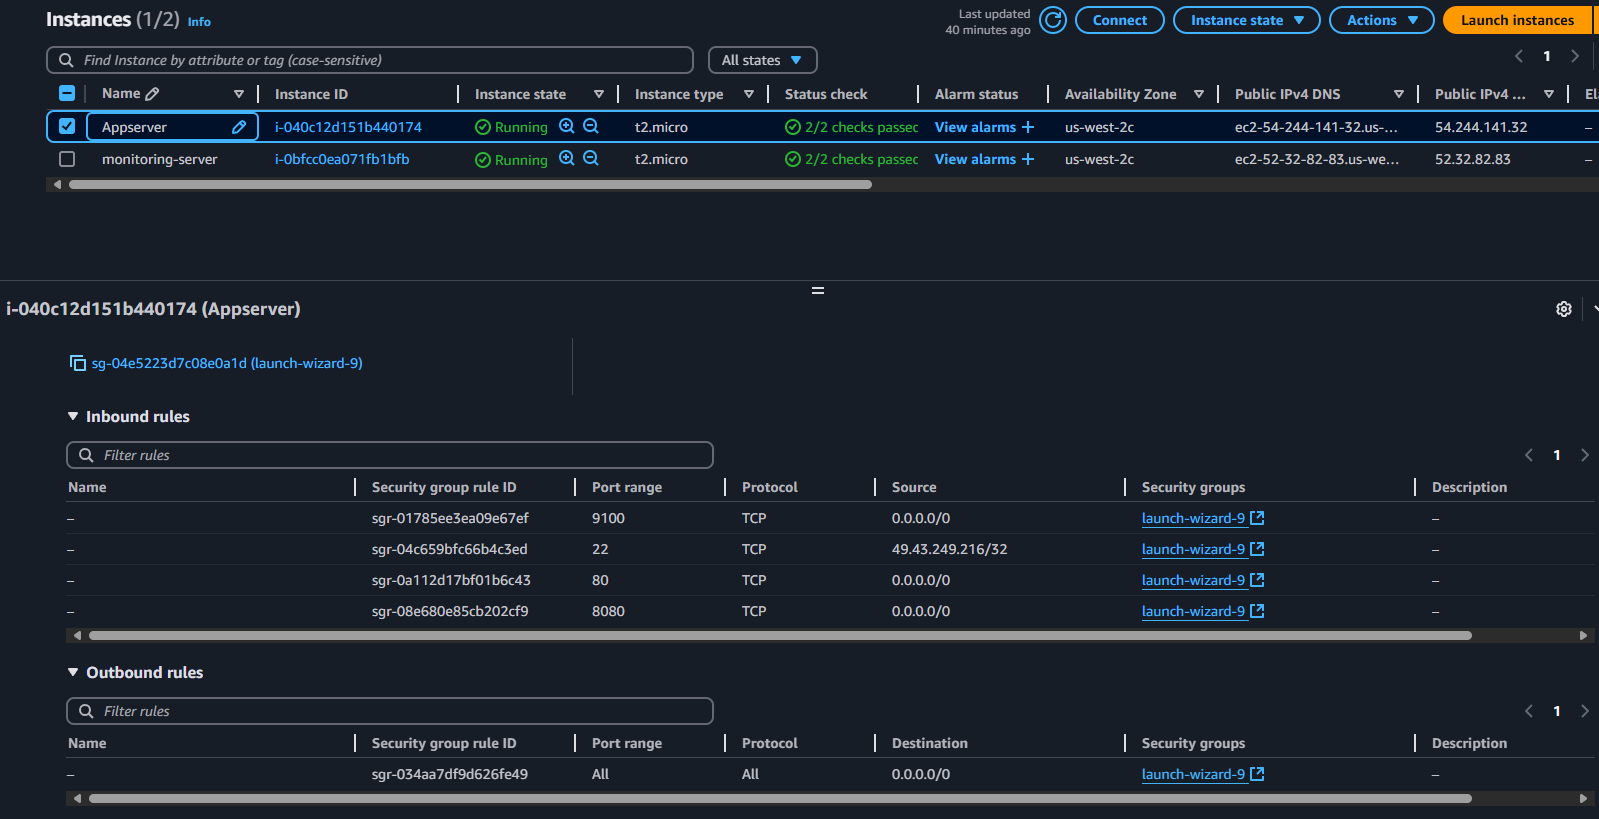 Instances (1/2) Info
Last updated
40 minutes ago
Connect
Instance state
Actions
Launch instances
Find Instance by attribute or tag (case-sensitive)
All states
1
Name Instance ID Instance state Instance type Status check Alarm status Availability Zone Public IPv4 DNS Public IPv4 ... Ela
Appserver i-040c12d151b440174 Running t2.micro 2/2 checks passec View alarms + us-west-2c ec2-54-244-141-32.us-... 54.244.141.32 –
monitoring-server i-0bfcc0ea071fb1bfb Running t2.micro 2/2 checks passec View alarms + us-west-2c ec2-52-32-82-83.us-we... 52.32.82.83 –
i-040c12d151b440174 (Appserver)
sg-04e5223d7c08e0a1d (launch-wizard-9)
Inbound rules
Filter rules
1
Name Security group rule ID Port range Protocol Source Security groups Description
– sgr-01785ee3ea09e67ef 9100 TCP 0.0.0.0/0 launch-wizard-9 –
– sgr-04c659bfc66b4c3ed 22 TCP 49.43.249.216/32 launch-wizard-9 –
– sgr-0a112d17bf01b6c43 80 TCP 0.0.0.0/0 launch-wizard-9 –
– sgr-08e680e85cb202cf9 8080 TCP 0.0.0.0/0 launch-wizard-9 –
Outbound rules
Filter rules
1
Name Security group rule ID Port range Protocol Destination Security groups Description
– sgr-034aa7df9d626fe49 All All 0.0.0.0/0 launch-wizard-9 –